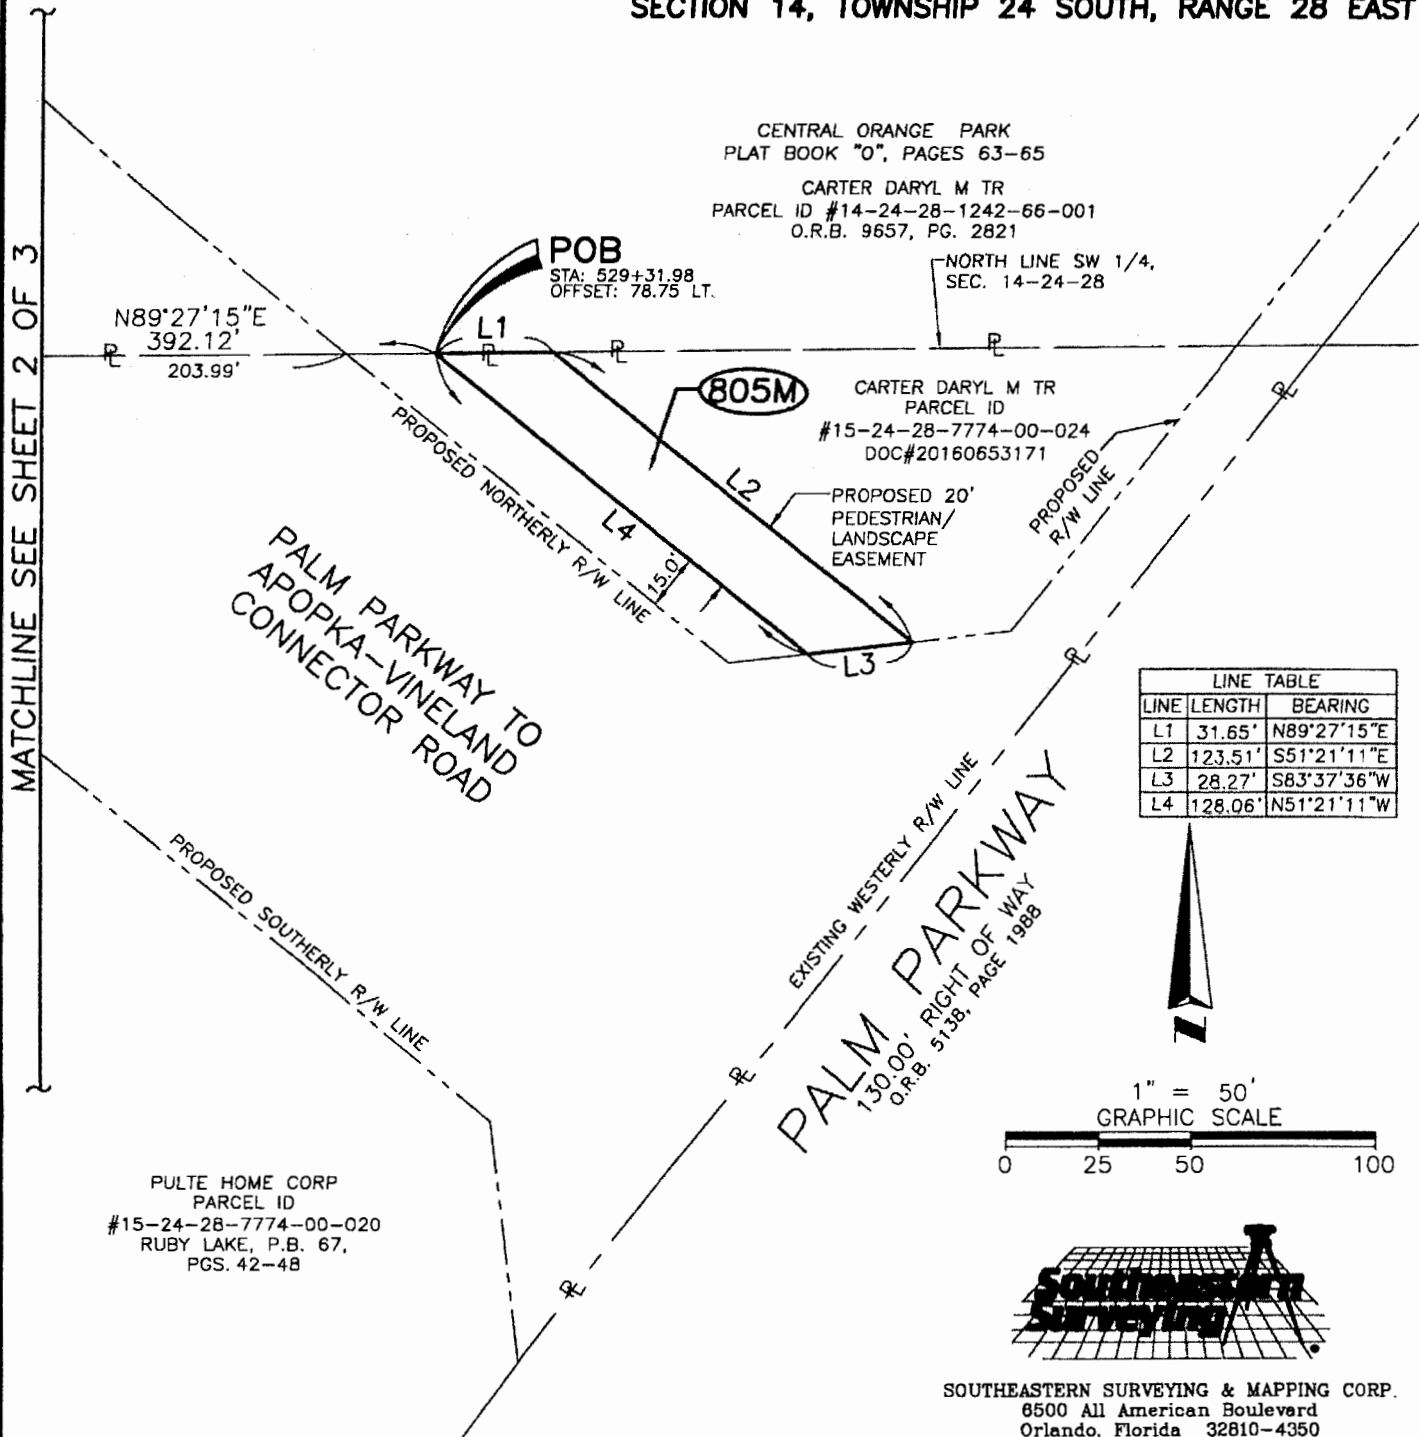 SECTION 14, TOWNSHIP 24 SOUTH, RANGE 28 EAST
MATCHLINE SEE SHEET 2 OF 3
CENTRAL ORANGE PARK
PLAT BOOK "O", PAGES 63-65
CARTER DARYL M TR
PARCEL ID #14-24-28-1242-66-001
O.R.B. 9657, PG. 2821
NORTH LINE SW 1/4,
SEC. 14-24-28
POB
STA: 529+31.98
OFFSET: 78.75 LT.
N89°27'15"E
392.12'
203.99'
L1
PL
PL
PL
PL
PL
805M
CARTER DARYL M TR
PARCEL ID
#15-24-28-7774-00-024
DOC#20160653171
L2
PROPOSED 20'
PEDESTRIAN/
LANDSCAPE
EASEMENT
PROPOSED
R/W LINE
PROPOSED NORTHERLY R/W LINE
L4
15.0'
L3
PL
PALM PARKWAY TO
APOPKA-VINELAND
CONNECTOR ROAD
LINE TABLE
LINE LENGTH BEARING
L1 31.65' N89°27'15"E
L2 123.51' S51°21'11"E
L3 28.27' S83°37'36"W
L4 128.06' N51°21'11"W
PROPOSED SOUTHERLY R/W LINE
EXISTING WESTERLY R/W LINE
PALM PARKWAY
130.00' RIGHT OF WAY
O.R.B. 5138, PAGE 1988
PL
PL
N
1" = 50'
GRAPHIC SCALE
0 25 50 100
PULTE HOME CORP
PARCEL ID
#15-24-28-7774-00-020
RUBY LAKE, P.B. 67,
PGS. 42-48
Southeastern
Surveying
SOUTHEASTERN SURVEYING & MAPPING CORP.
6500 All American Boulevard
Orlando, Florida 32810-4350